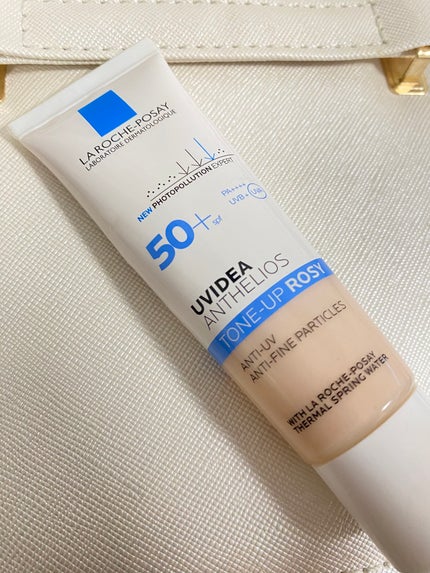 LA ROCHE-POSAY
LABORATOIRE DERMATOLOGIQUE
NEW PHOTOPOLLUTION EXPERT
50+ spf
PA++++
UVB + UVA
UVIDEA
ANTHELIOS
TONE-UP ROSY
ANTI-UV
ANTI-FINE PARTICLES
WITH LA ROCHE-POSAY
THERMAL SPRING WATER